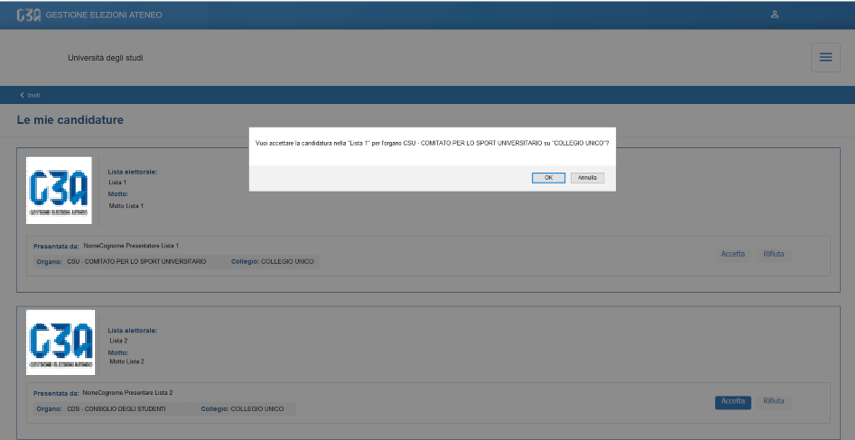 G3A GESTIONE ELEZIONI ATENEO
Università degli studi
Inviti
Le mie candidature
Vuoi accettare la candidatura nella "Lista 1" per l'organo CSU - COMITATO PER LO SPORT UNIVERSITARIO su "COLLEGIO UNICO"?
OK Annulla
G3A
GESTIONE ELEZIONI ATENEO
Lista elettorale:
Lista 1
Motto:
Motto Lista 1
Presentata da: NomeCognome Presentatore Lista 1
Organo: CSU - COMITATO PER LO SPORT UNIVERSITARIO Collegio: COLLEGIO UNICO
Accetta Rifiuta
G3A
GESTIONE ELEZIONI ATENEO
Lista elettorale:
Lista 2
Motto:
Motto Lista 2
Presentata da: NomeCognome Presentare Lista 2
Organo: CDS - CONSIGLIO DEGLI STUDENTI Collegio: COLLEGIO UNICO
Accetta Rifiuta